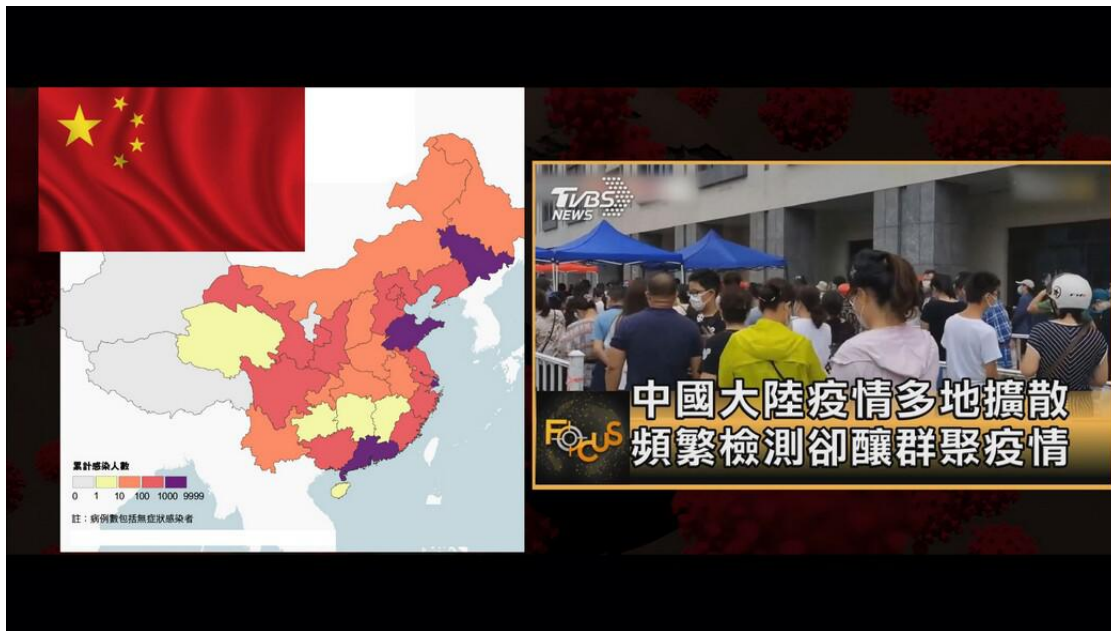 累計感染人數
0 1 10 100 1000 9999
註：病例數包括無症狀感染者
TVBS
NEWS
FOCUS
中國大陸疫情多地擴散
頻繁檢測卻釀群聚疫情